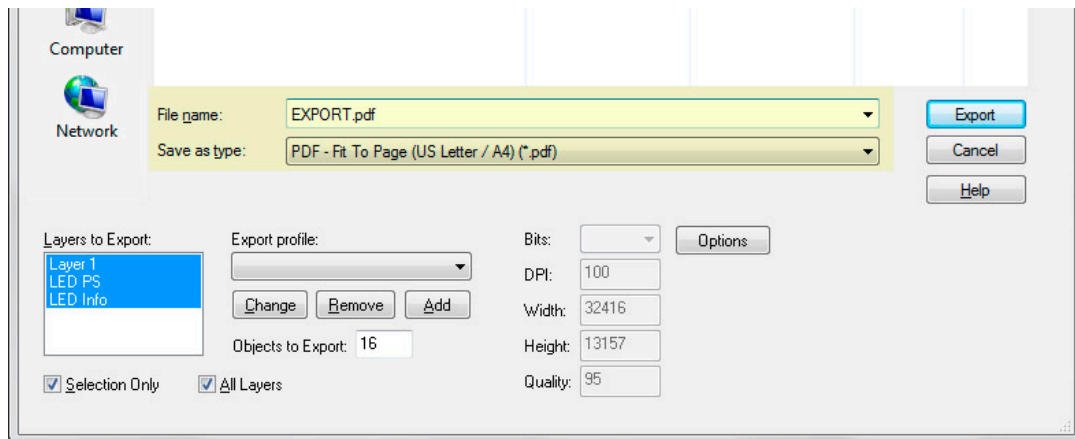 Computer
Network
File name: EXPORT.pdf
Save as type: PDF - Fit To Page (US Letter / A4) (*.pdf)
Export
Cancel
Help
Layers to Export:
Layer 1
LED PS
LED Info
Export profile:
Change Remove Add
Objects to Export: 16
Selection Only All Layers
Bits: Options
DPI: 100
Width: 32416
Height: 13157
Quality: 95